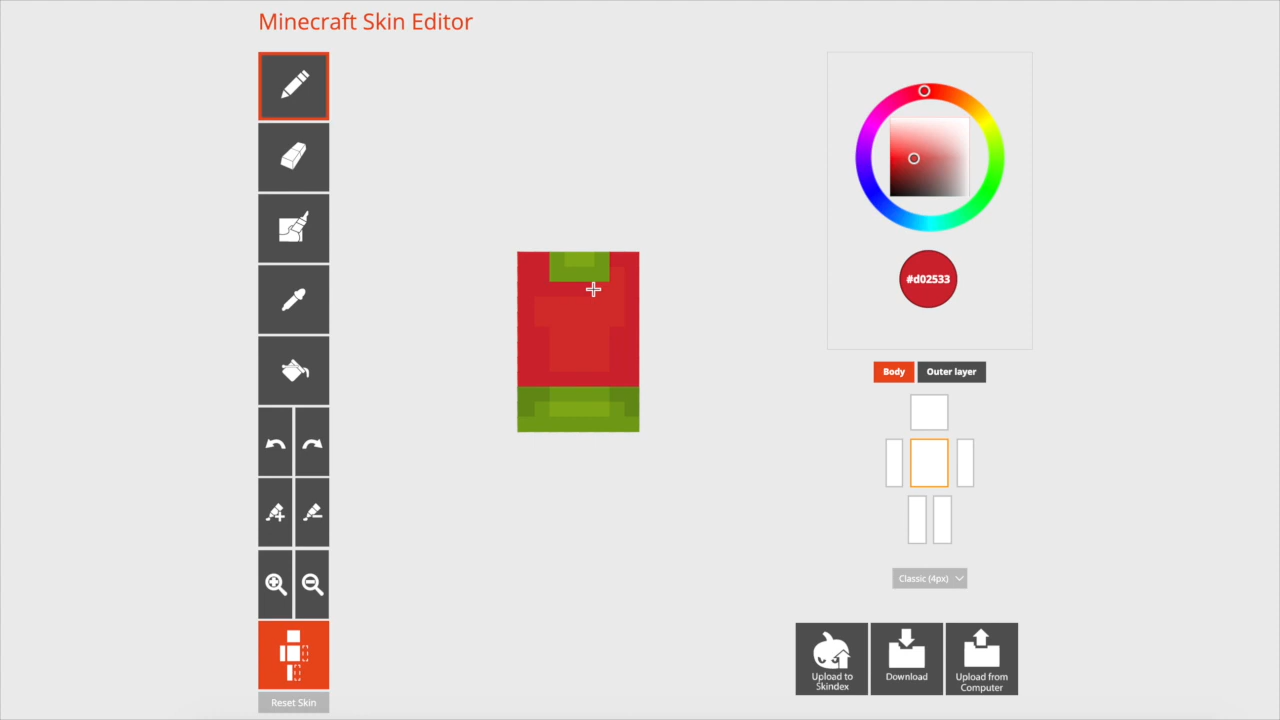 Minecraft Skin Editor
#d02533
Body
Outer layer
Classic (4px)
Upload to
Skindex
Download
Upload from
Computer
Reset Skin